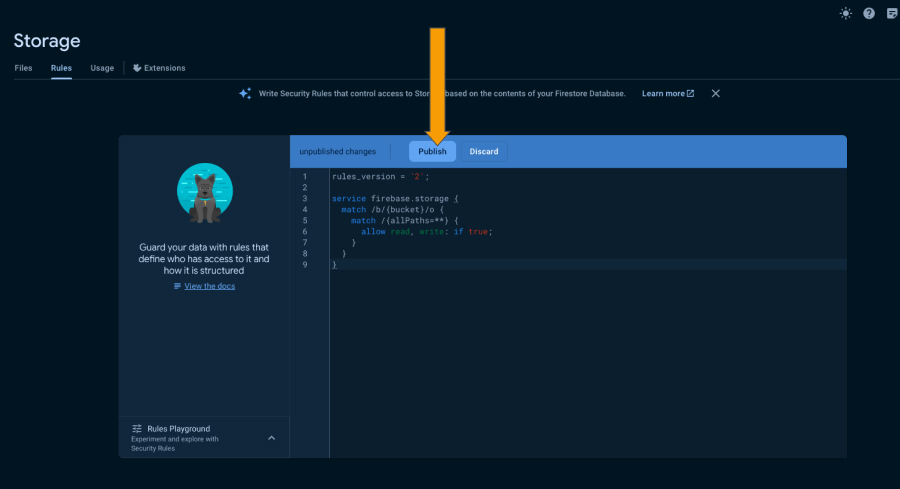 Storage
Files Rules Usage Extensions
Write Security Rules that control access to Stor based on the contents of your Firestore Database. Learn more
unpublished changes Publish Discard
Guard your data with rules that
define who has access to it and
how it is structured
View the docs
Rules Playground
Experiment and explore with
Security Rules
1 rules_version = '2';
2
3 service firebase.storage {
4 match /b/{bucket}/o {
5 match /{allPaths=**} {
6 allow read, write: if true;
7 }
8 }
9 }